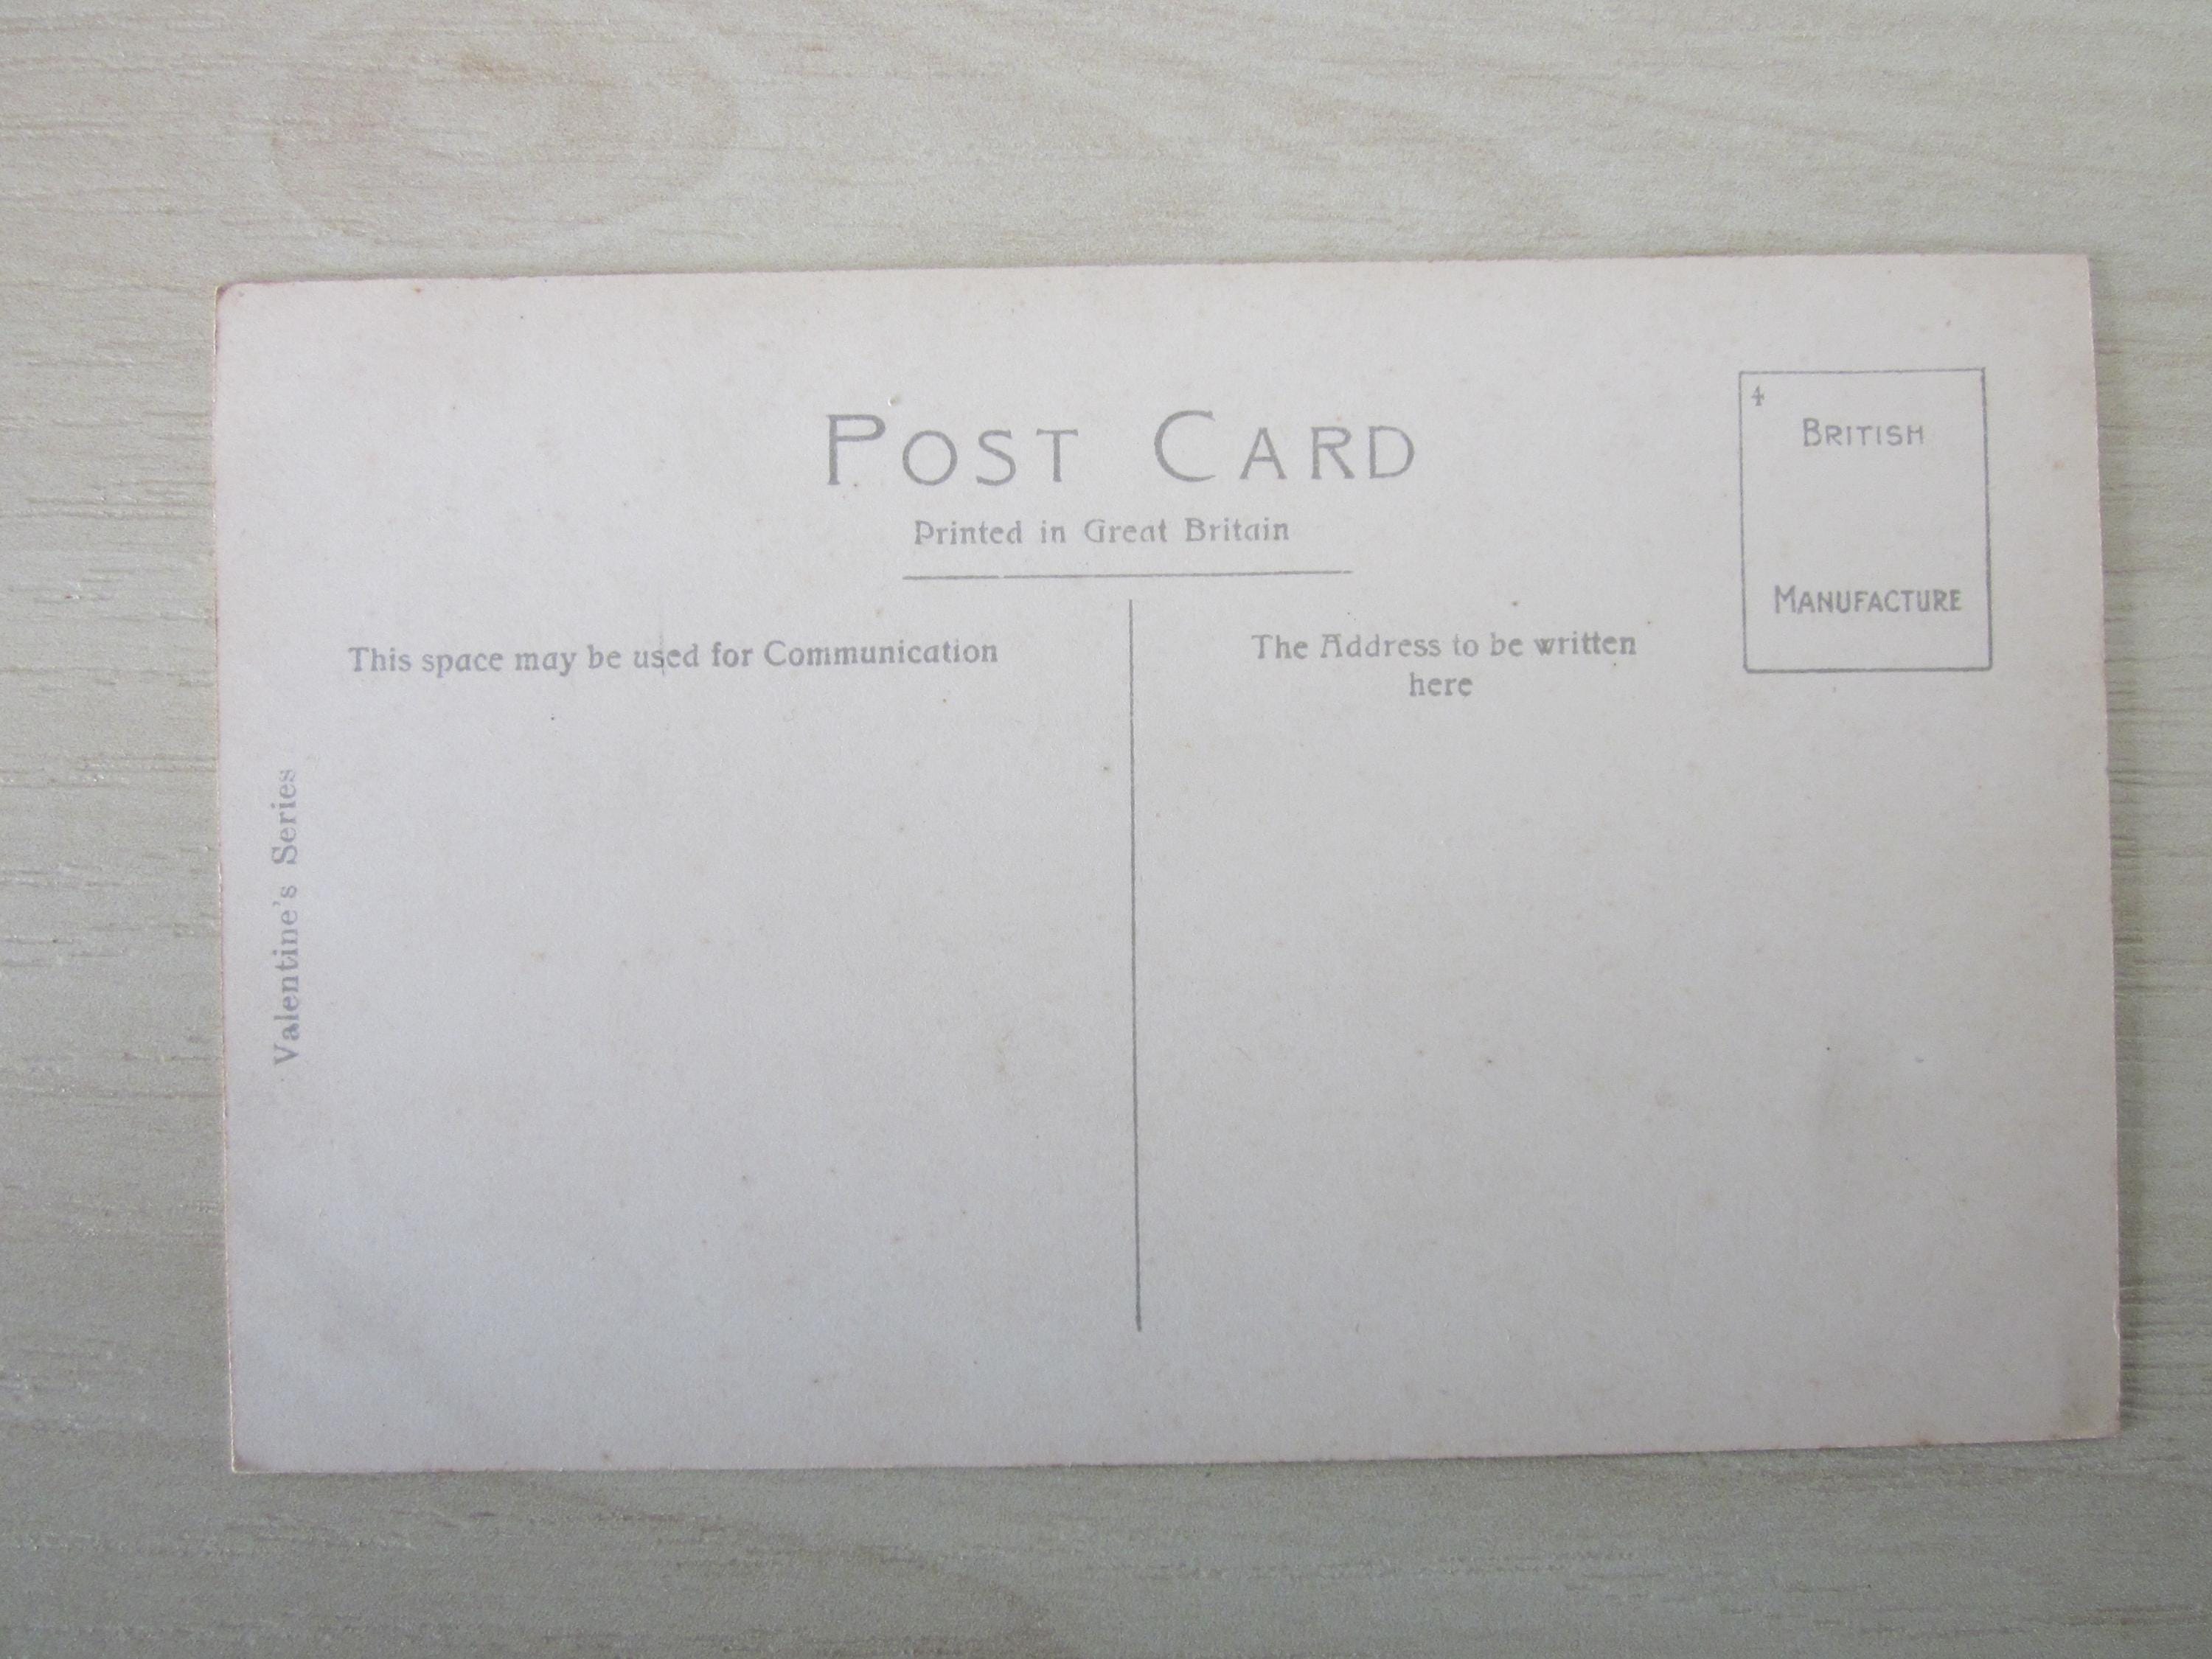 POST CARD
Printed in Great Britain
4
BRITISH
MANUFACTURE
This space may be used for Communication
The Address to be written
here
Valentine's Series